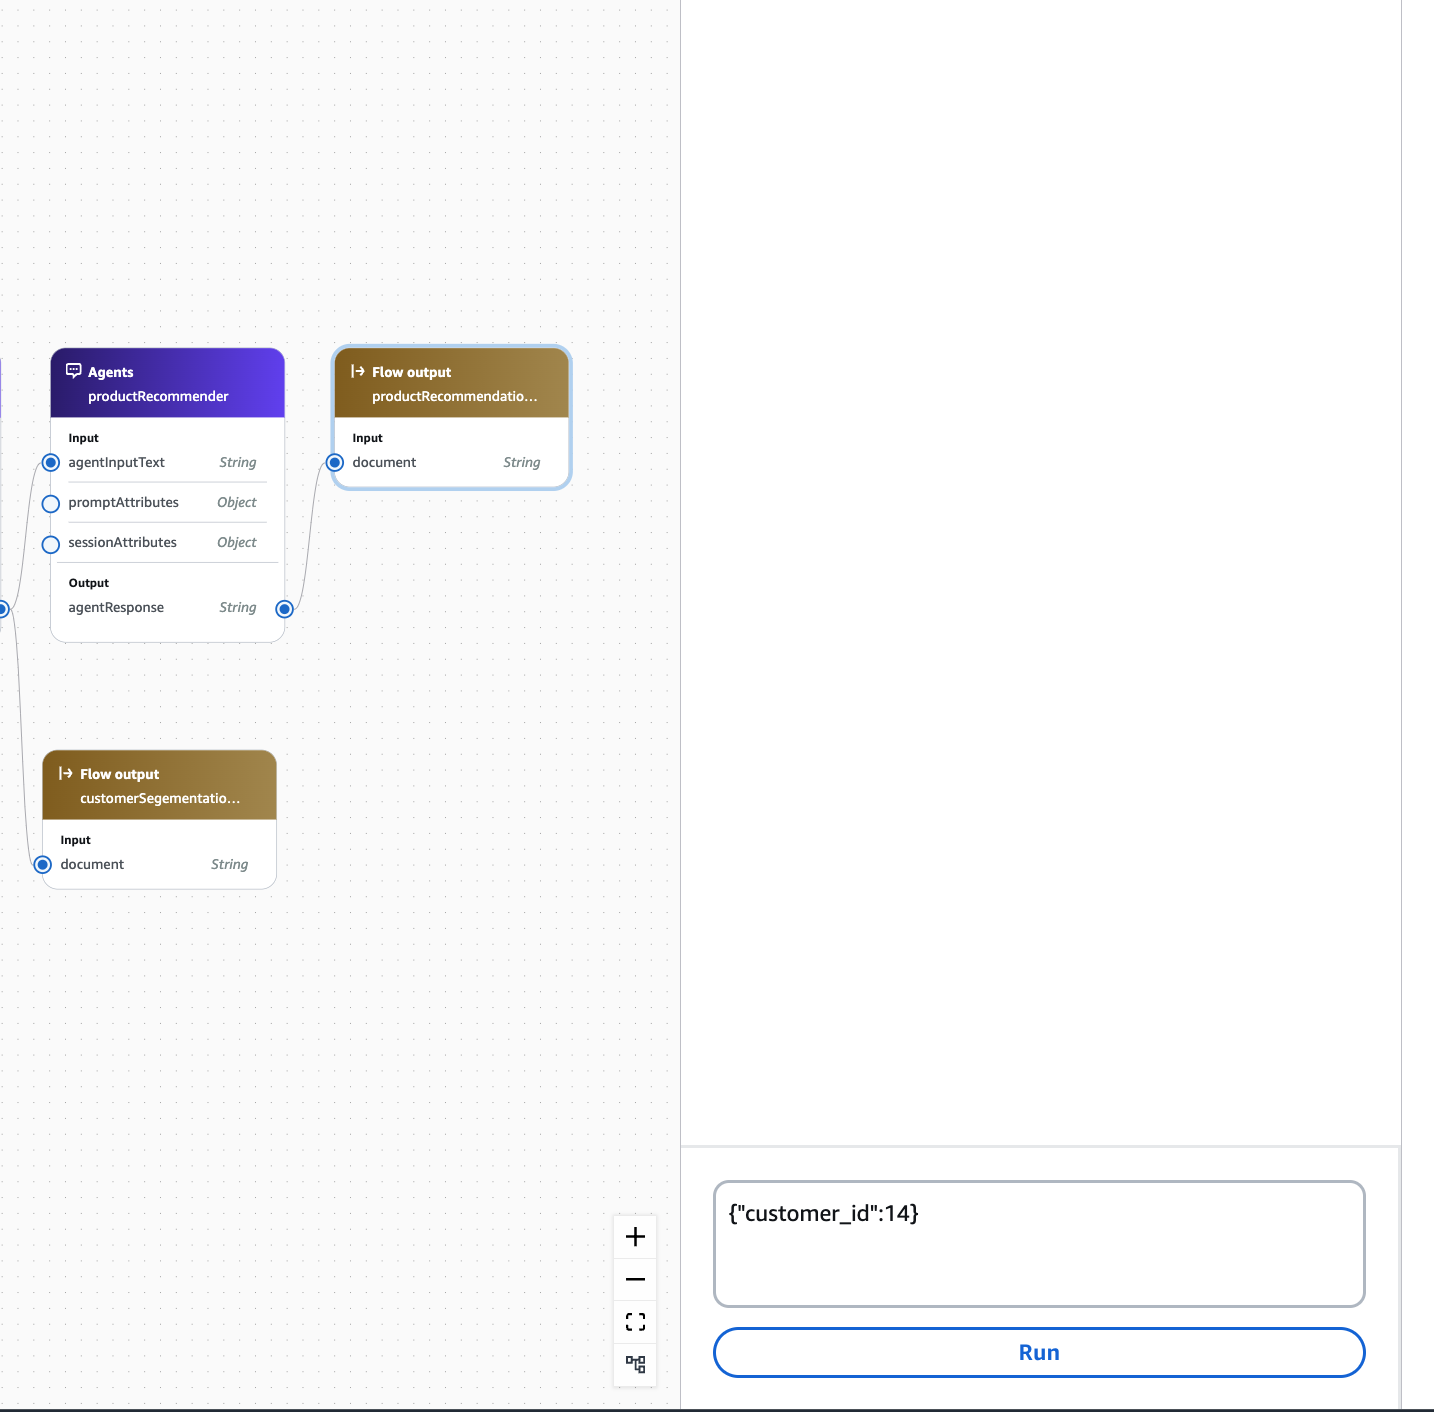 Agents
productRecommender
Input
agentInputText String
promptAttributes Object
sessionAttributes Object
Output
agentResponse String
Flow output
productRecommendatio...
Input
document String
Flow output
customerSegementatio...
Input
document String
{"customer_id":14}
Run